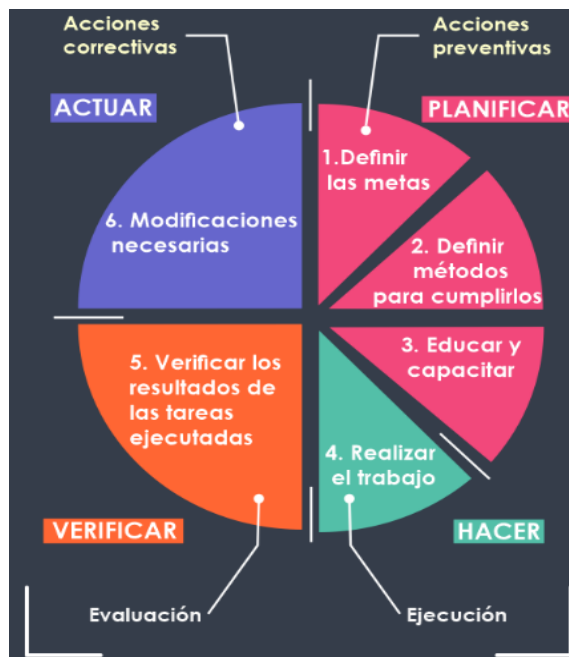 Acciones
correctivas
Acciones
preventivas
ACTUAR
PLANIFICAR
1.Definir
las metas
6. Modificaciones
necesarias
2. Definir
métodos
para cumplirlos
3. Educar y
capacitar
5. Verificar los
resultados de
las tareas
ejecutadas
4. Realizar
el trabajo
VERIFICAR
HACER
Evaluación
Ejecución